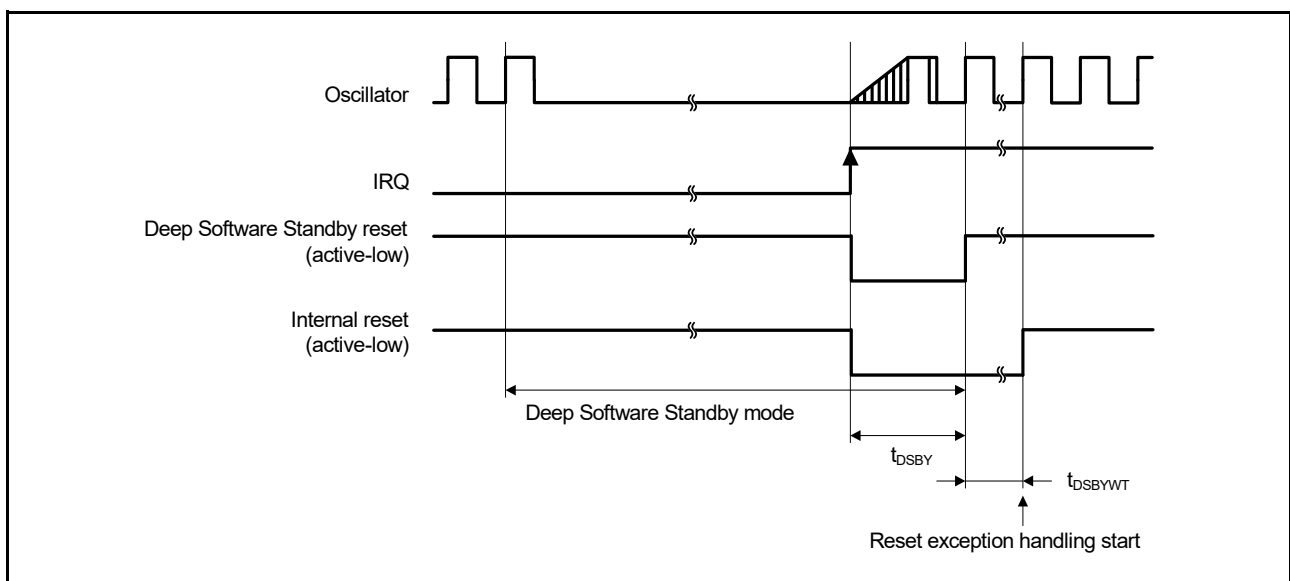 Oscillator
IRQ
Deep Software Standby reset
(active-low)
Internal reset
(active-low)
Deep Software Standby mode
tDSBY
tDSBYWT
Reset exception handling start